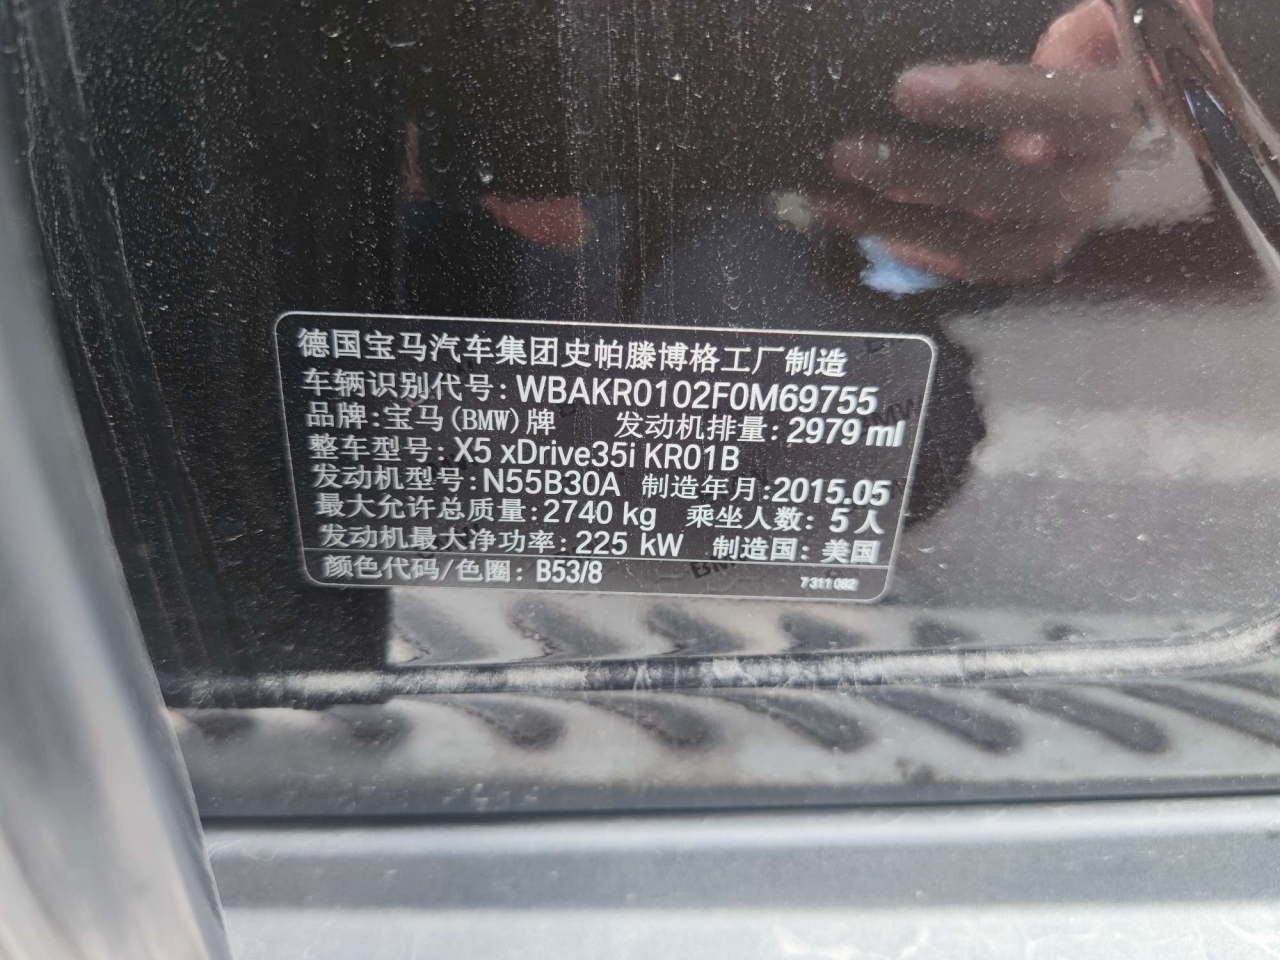 德国宝马汽车集团史帕滕博格工厂制造
车辆识别代号: WBAKR0102F0M69755
品牌: 宝马(BMW)牌 发动机排量: 2979 ml
整车型号: X5 xDrive35i KR01B
发动机型号: N55B30A 制造年月: 2015.05
最大允许总质量: 2740 kg 乘坐人数: 5人
发动机最大净功率: 225 kW 制造国: 美国
颜色代码/色圈: B53/8 7 311 082